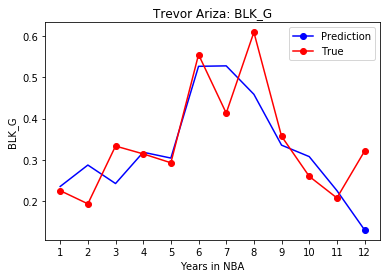 Trevor Ariza: BLK_G
Prediction
True
0.6
0.5
0.4
0.3
0.2
BLK_G
1 2 3 4 5 6 7 8 9 10 11 12
Years in NBA